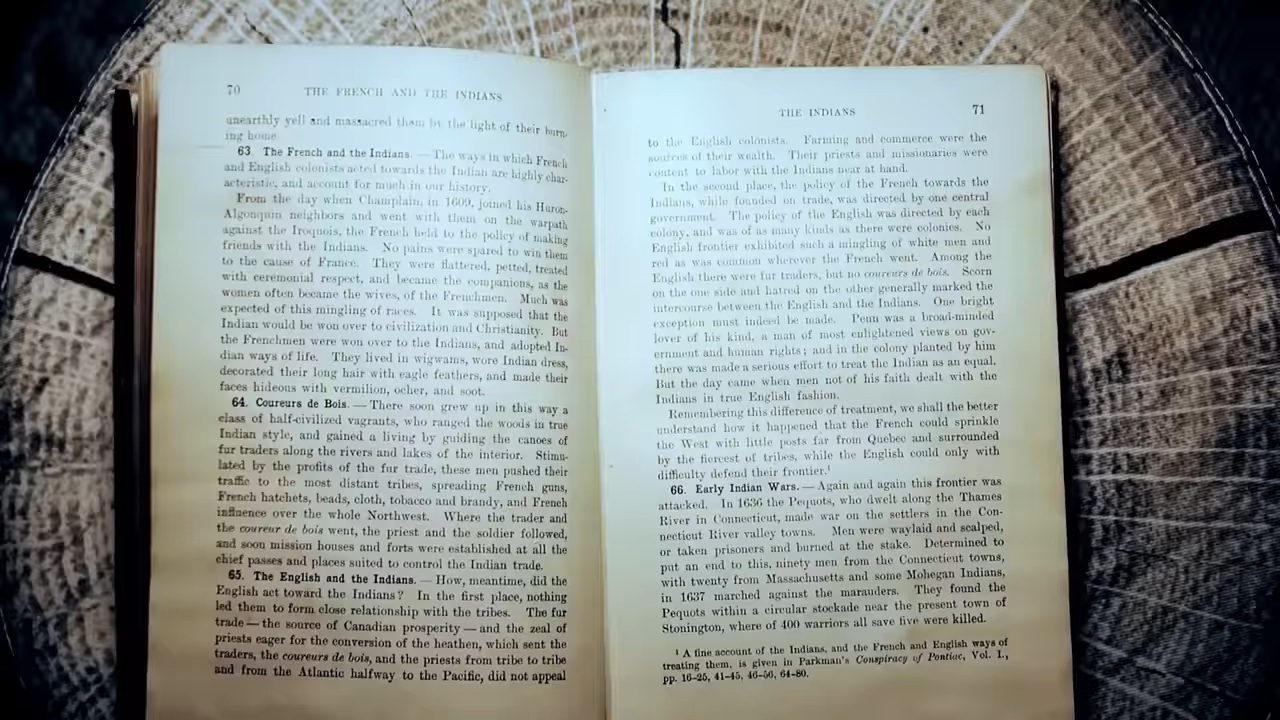 70
THE FRENCH AND THE INDIANS
unearthly yell and massacred them by the light of their burn-
ing home
63. The French and the Indians. — The ways in which French
and English colonists acted towards the Indian are highly char-
acteristic, and account for much in our history.
From the day when Champlain, in 1609, joined his Huron-
Algonquin neighbors and went with them on the warpath
against the Iroquois, the French held to the policy of making
friends with the Indians. No pains were spared to win them
to the cause of France. They were flattered, petted, treated
with ceremonial respect, and became the companions, as the
women often became the wives, of the Frenchmen. Much was
expected of this mingling of races. It was supposed that the
Indian would be won over to civilization and Christianity. But
the Frenchmen were won over to the Indians, and adopted In-
dian ways of life. They lived in wigwams, wore Indian dress,
decorated their long hair with eagle feathers, and made their
faces hideous with vermilion, ocher, and soot.
64. Coureurs de Bois. — There soon grew up in this way a
class of half-civilized vagrants, who ranged the woods in true
Indian style, and gained a living by guiding the canoes of
fur traders along the rivers and lakes of the interior. Stimu-
lated by the profits of the fur trade, these men pushed their
traffic to the most distant tribes, spreading French guns,
French hatchets, beads, cloth, tobacco and brandy, and French
influence over the whole Northwest. Where the trader and
the coureur de bois went, the priest and the soldier followed,
and soon mission houses and forts were established at all the
chief passes and places suited to control the Indian trade.
65. The English and the Indians. — How, meantime, did the
English act toward the Indians? In the first place, nothing
led them to form close relationship with the tribes. The fur
trade — the source of Canadian prosperity — and the zeal of
priests eager for the conversion of the heathen, which sent the
traders, the coureurs de bois, and the priests from tribe to tribe
and from the Atlantic halfway to the Pacific, did not appeal
THE INDIANS
71
to the English colonists. Farming and commerce were the
sources of their wealth. Their priests and missionaries were
content to labor with the Indians near at hand.
In the second place, the policy of the French towards the
Indians, while founded on trade, was directed by one central
government. The policy of the English was directed by each
colony, and was of as many kinds as there were colonies. No
English frontier exhibited such a mingling of white men and
red as was common wherever the French went. Among the
English there were fur traders, but no coureurs de bois. Scorn
on the one side and hatred on the other generally marked the
intercourse between the English and the Indians. One bright
exception must indeed be made. Penn was a broad-minded
lover of his kind, a man of most enlightened views on gov-
ernment and human rights; and in the colony planted by him
there was made a serious effort to treat the Indian as an equal.
But the day came when men not of his faith dealt with the
Indians in true English fashion.
Remembering this difference of treatment, we shall the better
understand how it happened that the French could sprinkle
the West with little posts far from Quebec and surrounded
by the fiercest of tribes, while the English could only with
difficulty defend their frontier.¹
66. Early Indian Wars. — Again and again this frontier was
attacked. In 1636 the Pequots, who dwelt along the Thames
River in Connecticut, made war on the settlers in the Con-
necticut River valley towns. Men were waylaid and scalped,
or taken prisoners and burned at the stake. Determined to
put an end to this, ninety men from the Connecticut towns,
with twenty from Massachusetts and some Mohegan Indians,
in 1637 marched against the marauders. They found the
Pequots within a circular stockade near the present town of
Stonington, where of 400 warriors all save five were killed.
¹ A fine account of the Indians, and the French and English ways of
treating them, is given in Parkman's Conspiracy of Pontiac, Vol. I.,
pp. 16-25, 41-45, 46-56, 64-80.